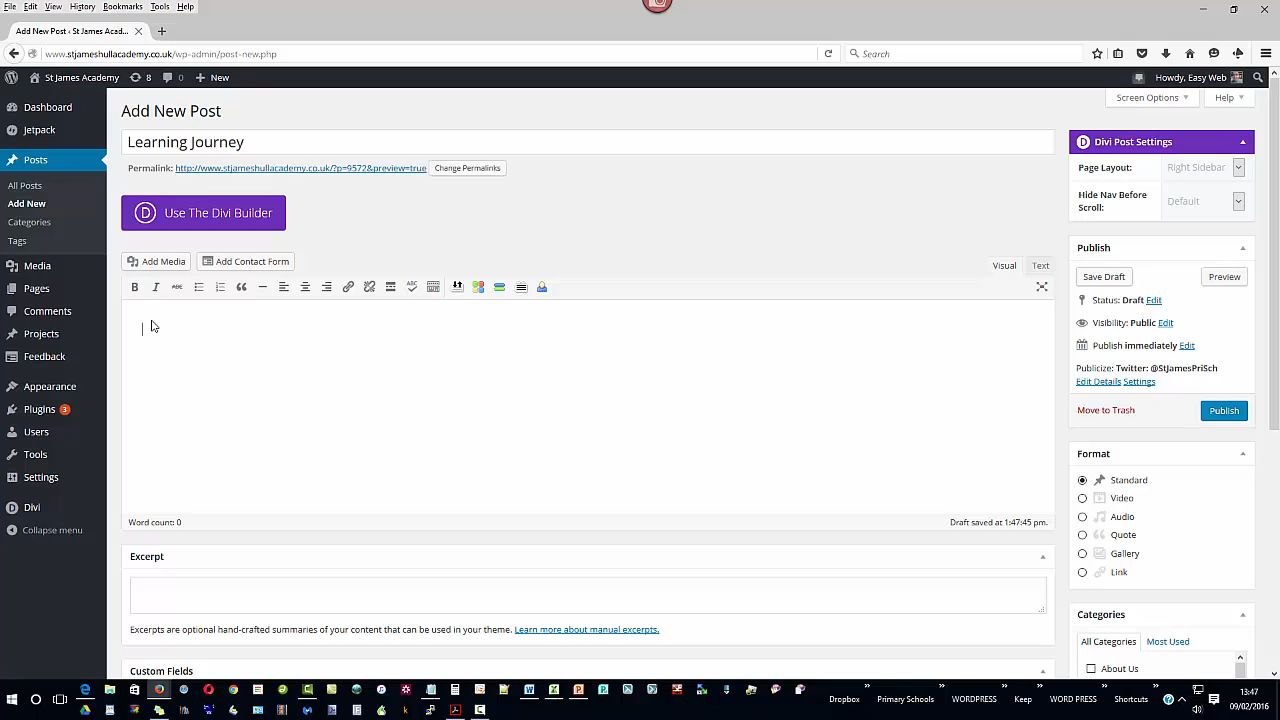 File Edit View History Bookmarks Tools Help
Add New Post ‹ St James Acad...
www.stjameshullacademy.co.uk/wp-admin/post-new.php
Search
St James Academy 8 0 New
Howdy, Easy Web
Dashboard
Jetpack
Posts
All Posts
Add New
Categories
Tags
Media
Pages
Comments
Projects
Feedback
Appearance
Plugins 3
Users
Tools
Settings
Divi
Collapse menu
Screen Options
Help
Add New Post
Learning Journey
Permalink: http://www.stjameshullacademy.co.uk/?p=9572&preview=true Change Permalinks
D Use The Divi Builder
Add Media Add Contact Form
Visual Text
B I ABC
Word count: 0
Draft saved at 1:47:45 pm.
Excerpt
Excerpts are optional hand-crafted summaries of your content that can be used in your theme. Learn more about manual excerpts.
Custom Fields
D Divi Post Settings
Page Layout: Right Sidebar
Hide Nav Before Scroll: Default
Publish
Save Draft Preview
Status: Draft Edit
Visibility: Public Edit
Publish immediately Edit
Publicize: Twitter: @StJamesPriSch
Edit Details Settings
Move to Trash Publish
Format
Standard
Video
Audio
Quote
Gallery
Link
Categories
All Categories Most Used
About Us
Dropbox Primary Schools WORDPRESS Keep WORD PRESS Shortcuts
13:47
09/02/2016